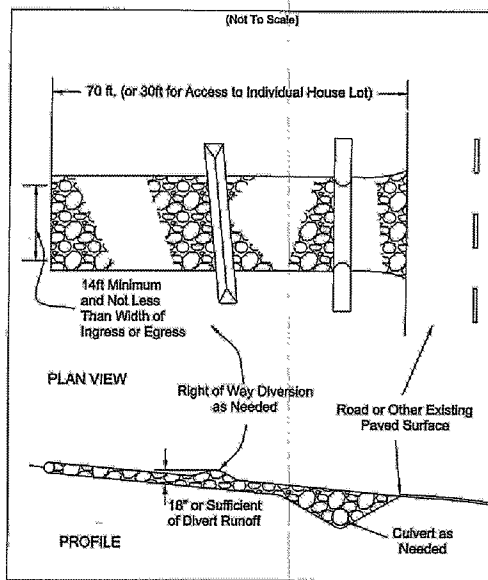 (Not To Scale)
70 ft. (or 30ft for Access to Individual House Lot)
14ft Minimum
and Not Less
Than Width of
Ingress or Egress
PLAN VIEW
Right of Way Diversion
as Needed
Road or Other Existing
Paved Surface
18" or Sufficient
of Divert Runoff
Culvert as
Needed
PROFILE